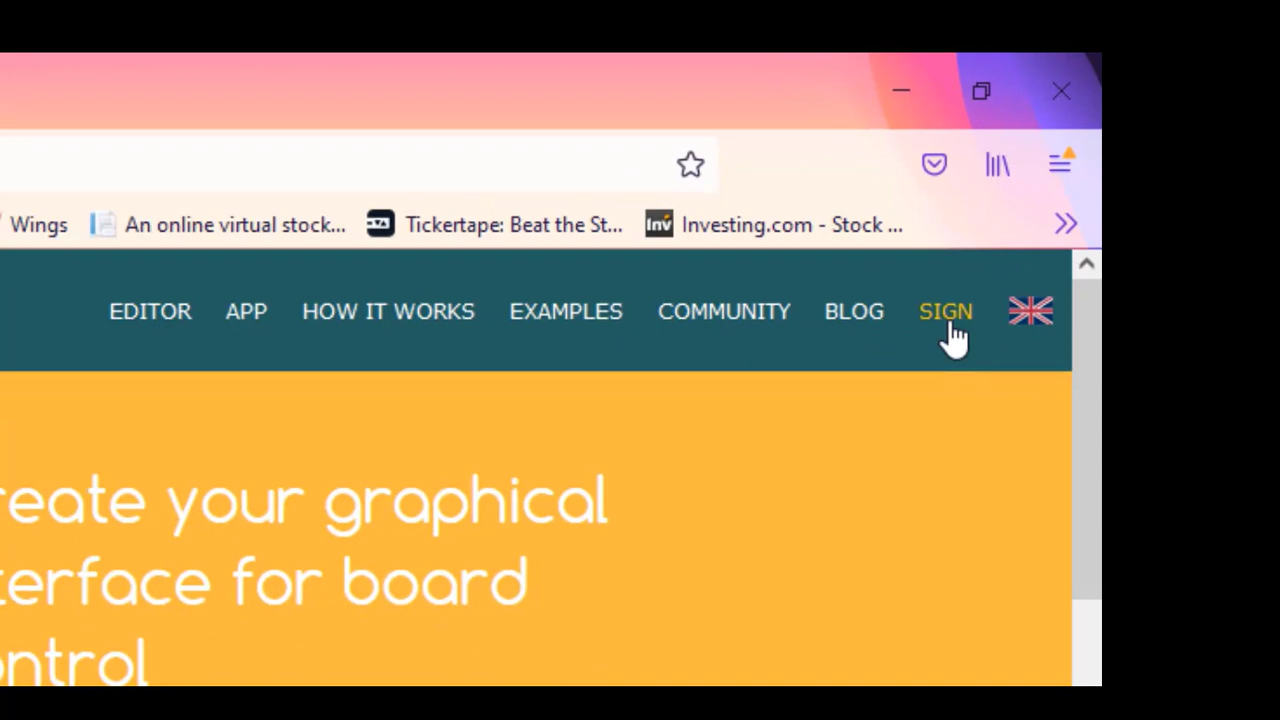 Wings An online virtual stock... Tickertape: Beat the St... Inv Investing.com - Stock ...
EDITOR APP HOW IT WORKS EXAMPLES COMMUNITY BLOG SIGN
reate your graphical
terface for board
ontrol